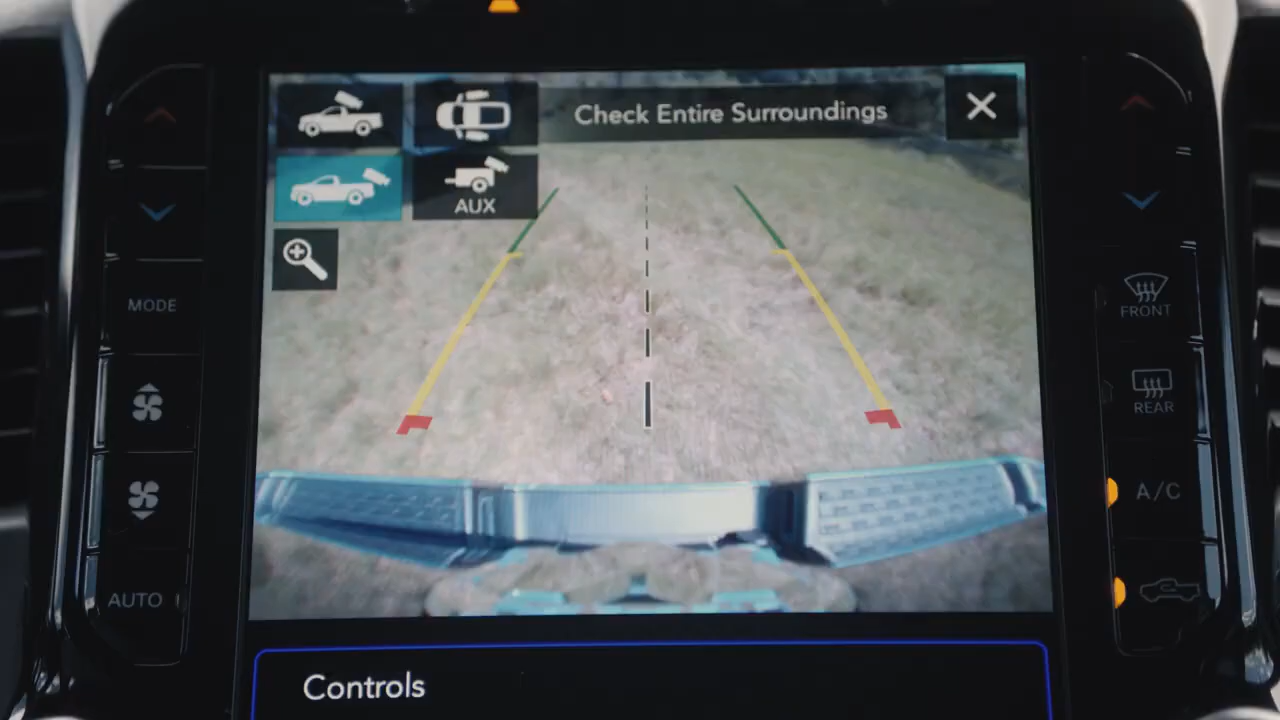 Check Entire Surroundings
AUX
MODE
FRONT
REAR
A/C
AUTO
Controls